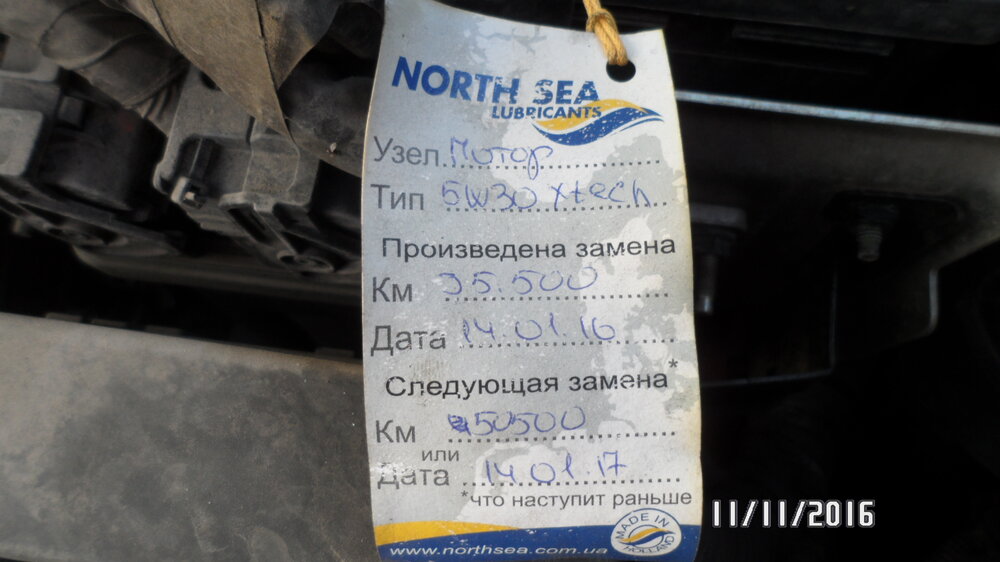 NORTH SEA
LUBRICANTS
Узел. Мотор
Тип 5W30 xtech
Произведена замена
Км 35.500
Дата 14.01.16
Следующая замена*
Км 50500
или
Дата 14.01.17
*что наступит раньше
www.northsea.com.ua
MADE IN HOLLAND
11/11/2016